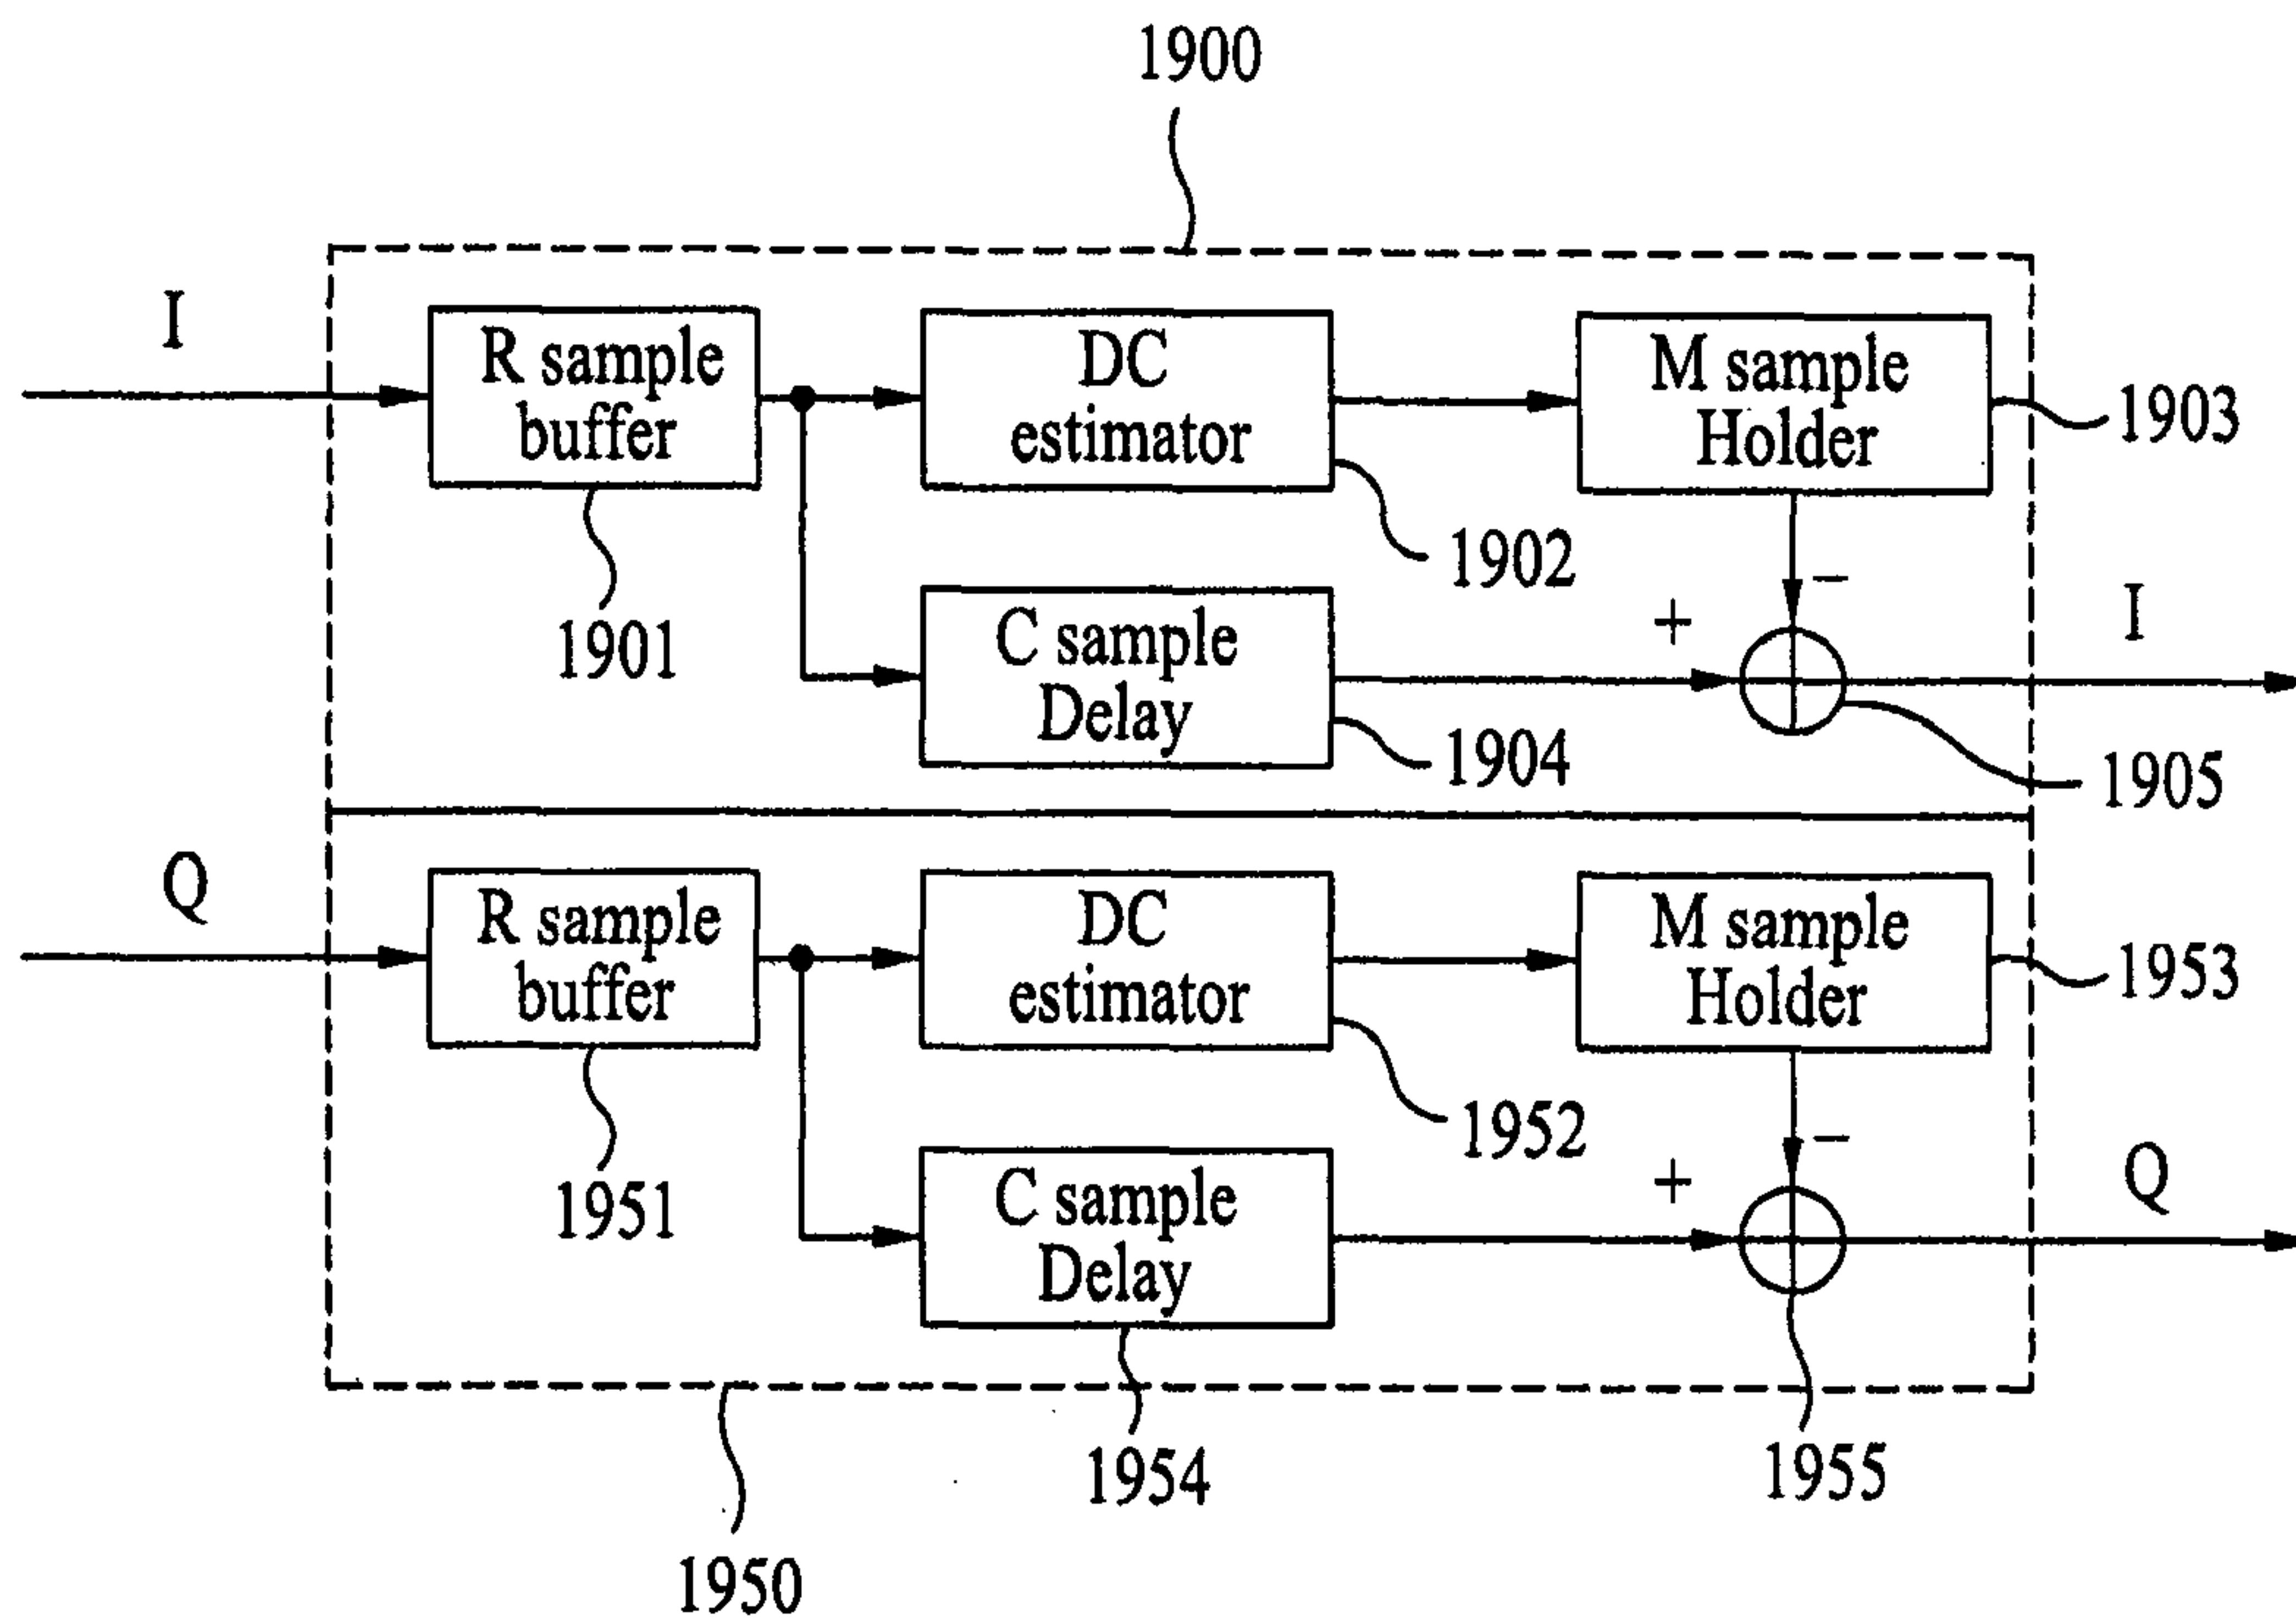 1900
I
R sample
buffer
DC
estimator
M sample
Holder
1903
1902
−
+
I
1901
C sample
Delay
1904
1905
Q
R sample
buffer
DC
estimator
M sample
Holder
1953
1952
−
+
Q
1951
C sample
Delay
1954
1955
1950